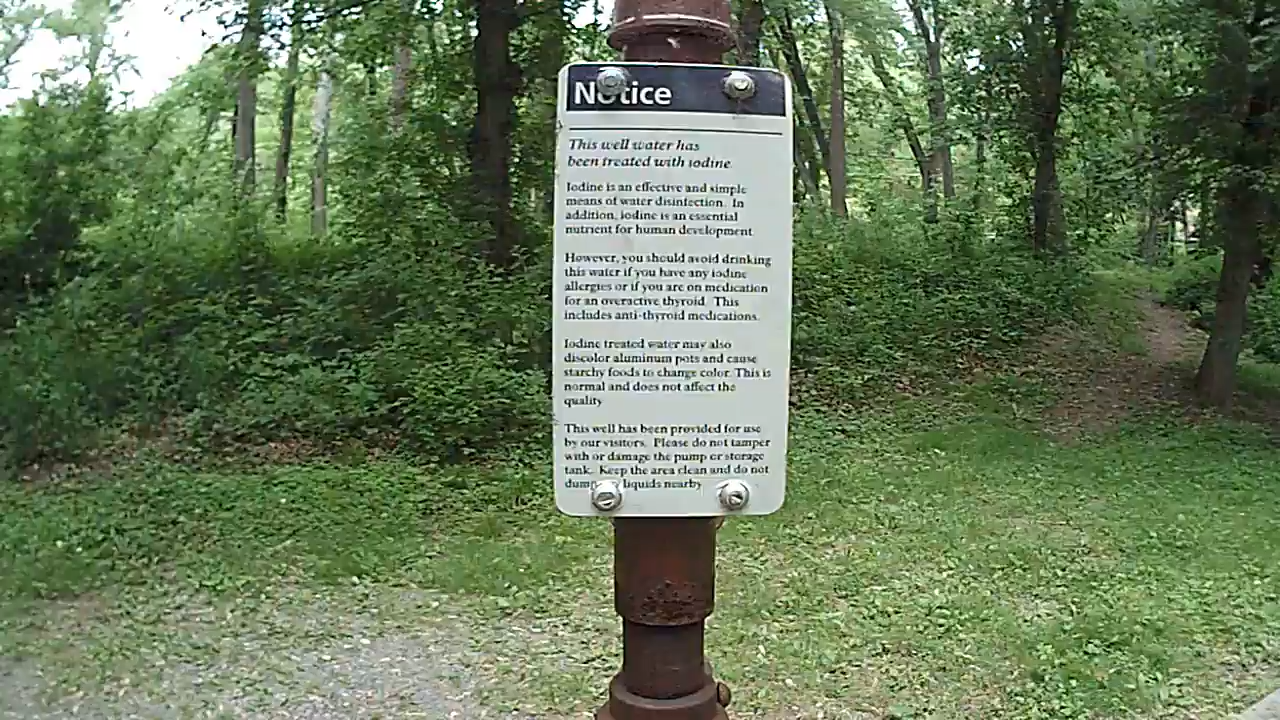 Notice
This well water has
been treated with iodine
Iodine is an effective and simple
means of water disinfection. In
addition, iodine is an essential
nutrient for human development
However, you should avoid drinking
this water if you have any iodine
allergies or if you are on medication
for an overactive thyroid. This
includes anti-thyroid medications.
Iodine treated water may also
discolor aluminum pots and cause
starchy foods to change color. This is
normal and does not affect the
quality
This well has been provided for use
by our visitors. Please do not tamper
with or damage the pump or storage
tank. Keep the area clean and do not
dump liquids nearby